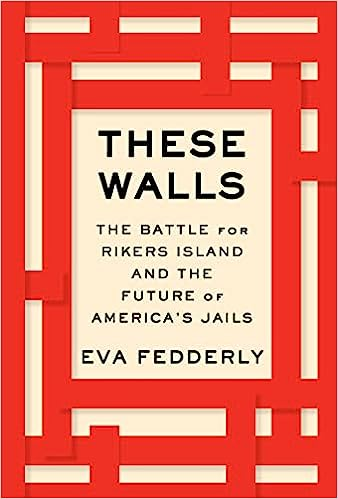 THESE
WALLS
THE BATTLE FOR
RIKERS ISLAND
AND THE
FUTURE OF
AMERICA'S JAILS
EVA FEDDERLY